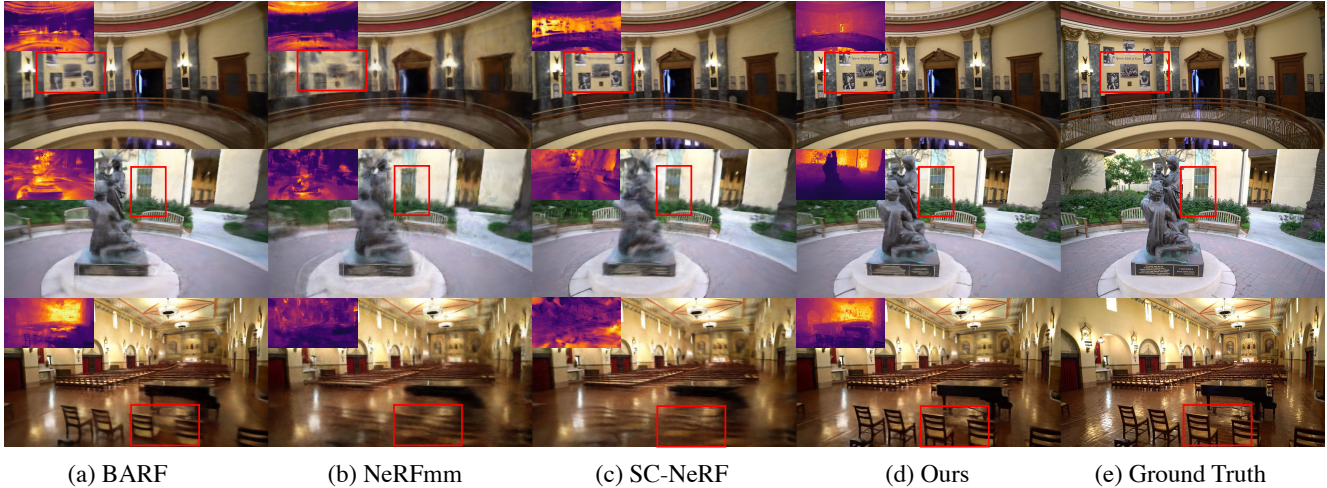 (a) BARF
(b) NeRFmm
(c) SC-NeRF
(d) Ours
(e) Ground Truth